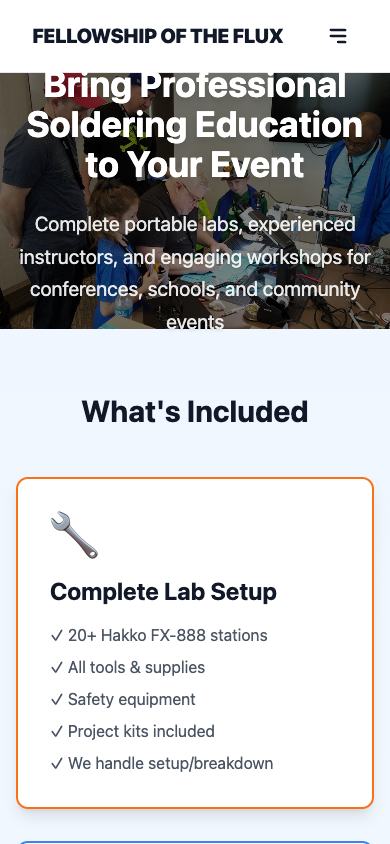 FELLOWSHIP OF THE FLUX
Bring Professional
Soldering Education
to Your Event
Complete portable labs, experienced
instructors, and engaging workshops for
conferences, schools, and community
events
What's Included
Complete Lab Setup
✓ 20+ Hakko FX-888 stations
✓ All tools & supplies
✓ Safety equipment
✓ Project kits included
✓ We handle setup/breakdown